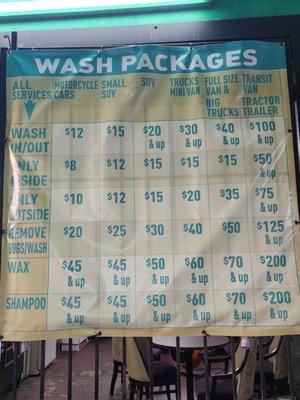 WASH PACKAGES
ALL SERVICES MOTORCYCLE CARS SMALL SUV SUV TRUCKS MINI VAN FULL SIZE VAN & BIG TRUCKS TRANSIT VAN TRACTOR TRAILER
WASH IN/OUT $12 $15 $20 & up $30 & up $40 & up $100 & up
ONLY INSIDE $8 $12 $15 $15 $15 $50 & up
ONLY OUTSIDE $10 $12 $15 $20 $35 $75 & up
REMOVE BUGS/WASH $20 $25 $30 $40 $50 $125 & up
WAX $45 & up $45 & up $50 & up $60 & up $70 & up $200 & up
SHAMPOO $45 & up $45 & up $50 & up $60 & up $70 & up $200 & up